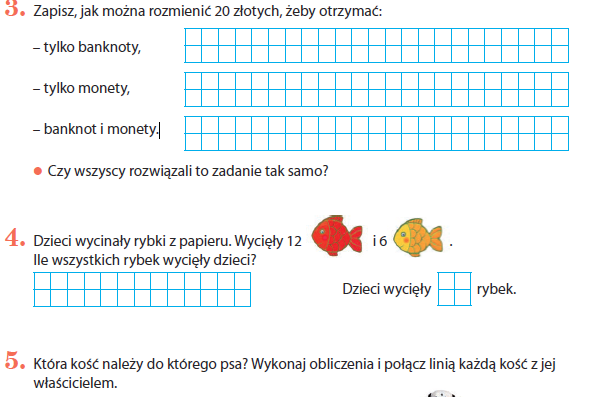 3. Zapisz, jak można rozmienić 20 złotych, żeby otrzymać:
– tylko banknoty,
– tylko monety,
– banknot i monety.
• Czy wszyscy rozwiązali to zadanie tak samo?
4. Dzieci wycinały rybki z papieru. Wycięły 12 i 6 .
Ile wszystkich rybek wycięły dzieci?
Dzieci wycięły rybek.
5. Która kość należy do którego psa? Wykonaj obliczenia i połącz linią każdą kość z jej
właścicielem.